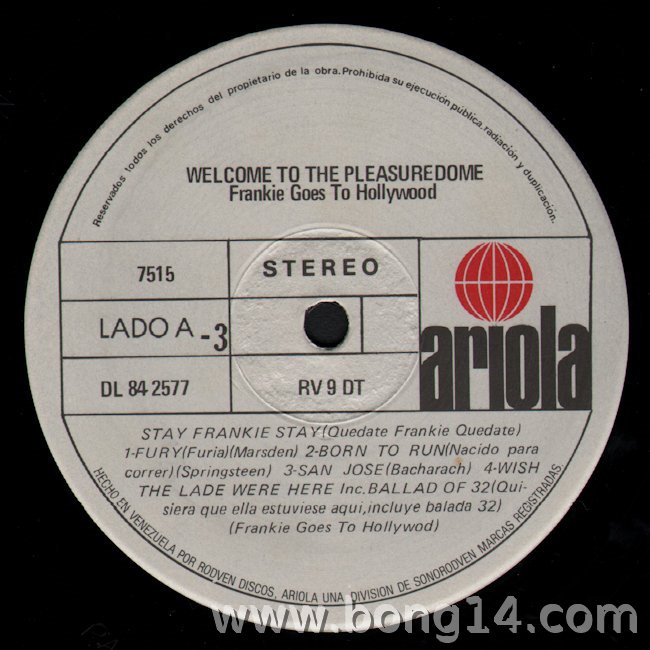 Reservados todos los derechos del propietario de la obra. Prohibida su ejecución pública, radiación y duplicación.
WELCOME TO THE PLEASUREDOME
Frankie Goes To Hollywood
7515
STEREO
LADO A -3
DL 84 2577
RV 9 DT
ariola
STAY FRANKIE STAY(Quedate Frankie Quedate)
1-FURY(Furia)(Marsden) 2-BORN TO RUN(Nacido para
correr)(Springsteen) 3-SAN JOSE(Bacharach) 4-WISH
THE LADE WERE HERE Inc. BALLAD OF 32(Qui-
siera que ella estuviese aqui,incluye balada 32)
(Frankie Goes To Hollywod)
HECHO EN VENEZUELA POR RODVEN DISCOS, ARIOLA UNA DIVISION DE SONORODVEN MARCAS REGISTRADAS.
www.bong14.com